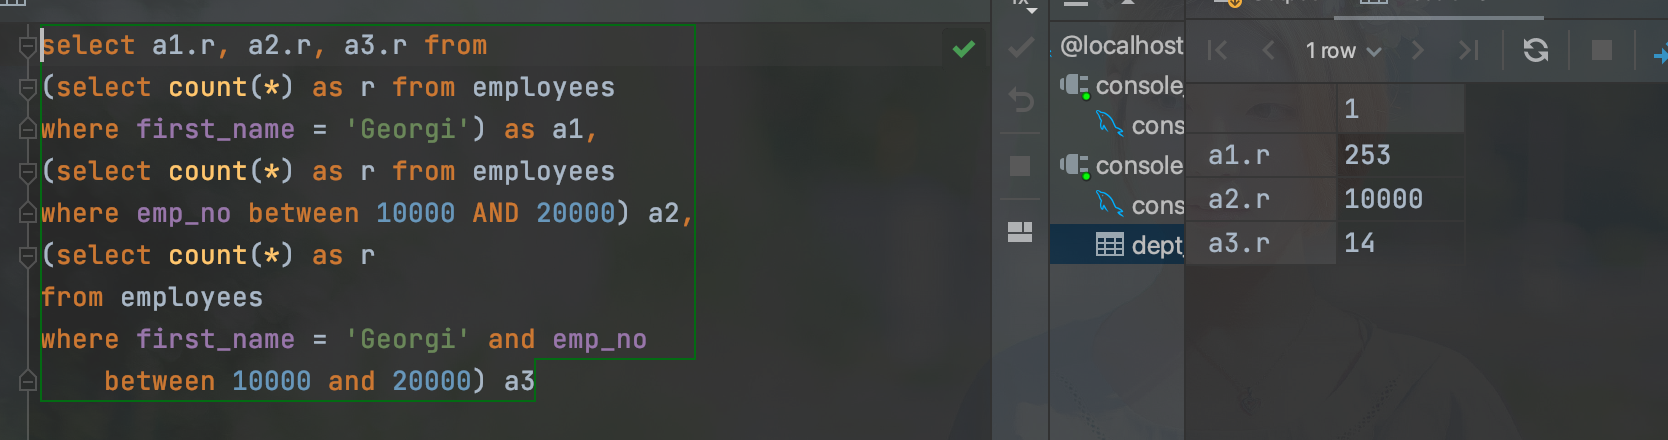 select a1.r, a2.r, a3.r from
(select count(*) as r from employees
where first_name = 'Georgi') as a1,
(select count(*) as r from employees
where emp_no between 10000 AND 20000) a2,
(select count(*) as r
from employees
where first_name = 'Georgi' and emp_no
between 10000 and 20000) a3
@localhost
console_
cons
console
cons
dept_
1 row
1
a1.r 253
a2.r 10000
a3.r 14